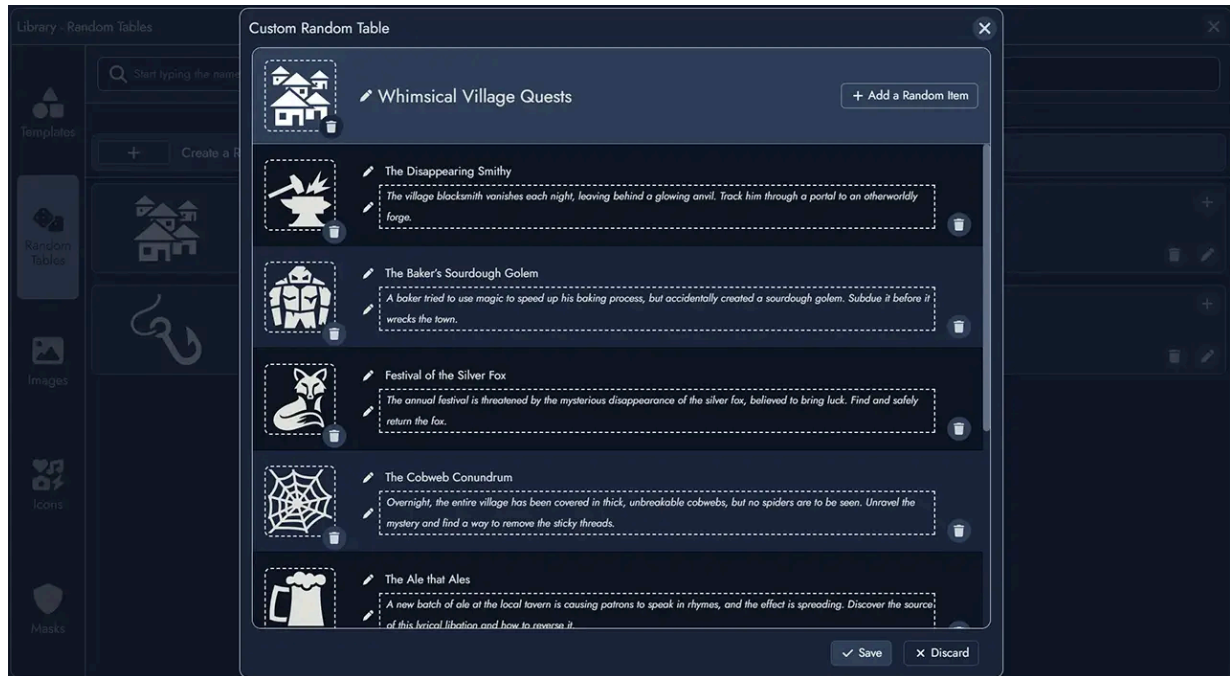 Library - Random Tables
Custom Random Table
Start typing the name
Templates
Whimsical Village Quests
+ Add a Random Item
Create a R
The Disappearing Smithy
The village blacksmith vanishes each night, leaving behind a glowing anvil. Track him through a portal to an otherworldly
forge.
Random
Tables
The Baker's Sourdough Golem
A baker tried to use magic to speed up his baking process, but accidentally created a sourdough golem. Subdue it before it
wrecks the town.
Images
Festival of the Silver Fox
The annual festival is threatened by the mysterious disappearance of the silver fox, believed to bring luck. Find and safely
return the fox.
Icons
The Cobweb Conundrum
Overnight, the entire village has been covered in thick, unbreakable cobwebs, but no spiders are to be seen. Unravel the
mystery and find a way to remove the sticky threads.
Masks
The Ale that Ales
A new batch of ale at the local tavern is causing patrons to speak in rhymes, and the effect is spreading. Discover the source
of this lyrical libation and how to reverse it.
Save
Discard